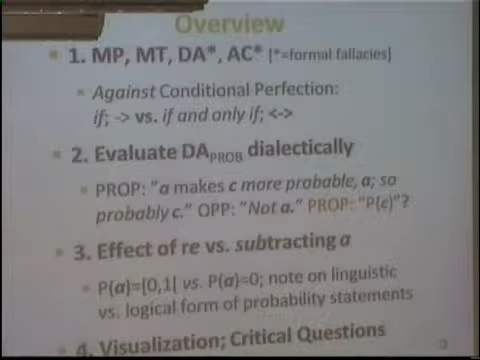 Overview
1. MP, MT, DA*, AC* [*=formal fallacies]
Against Conditional Perfection:
if; -> vs. if and only if; <->
2. Evaluate DAPROB dialectically
PROP: "a makes c more probable, a; so
probably c." OPP: "Not a." PROP: "P(c)"?
3. Effect of re vs. subtracting a
P(a)=[0,1[ vs. P(a)=0; note on linguistic
vs. logical form of probability statements
4. Visualization; Critical Questions
3